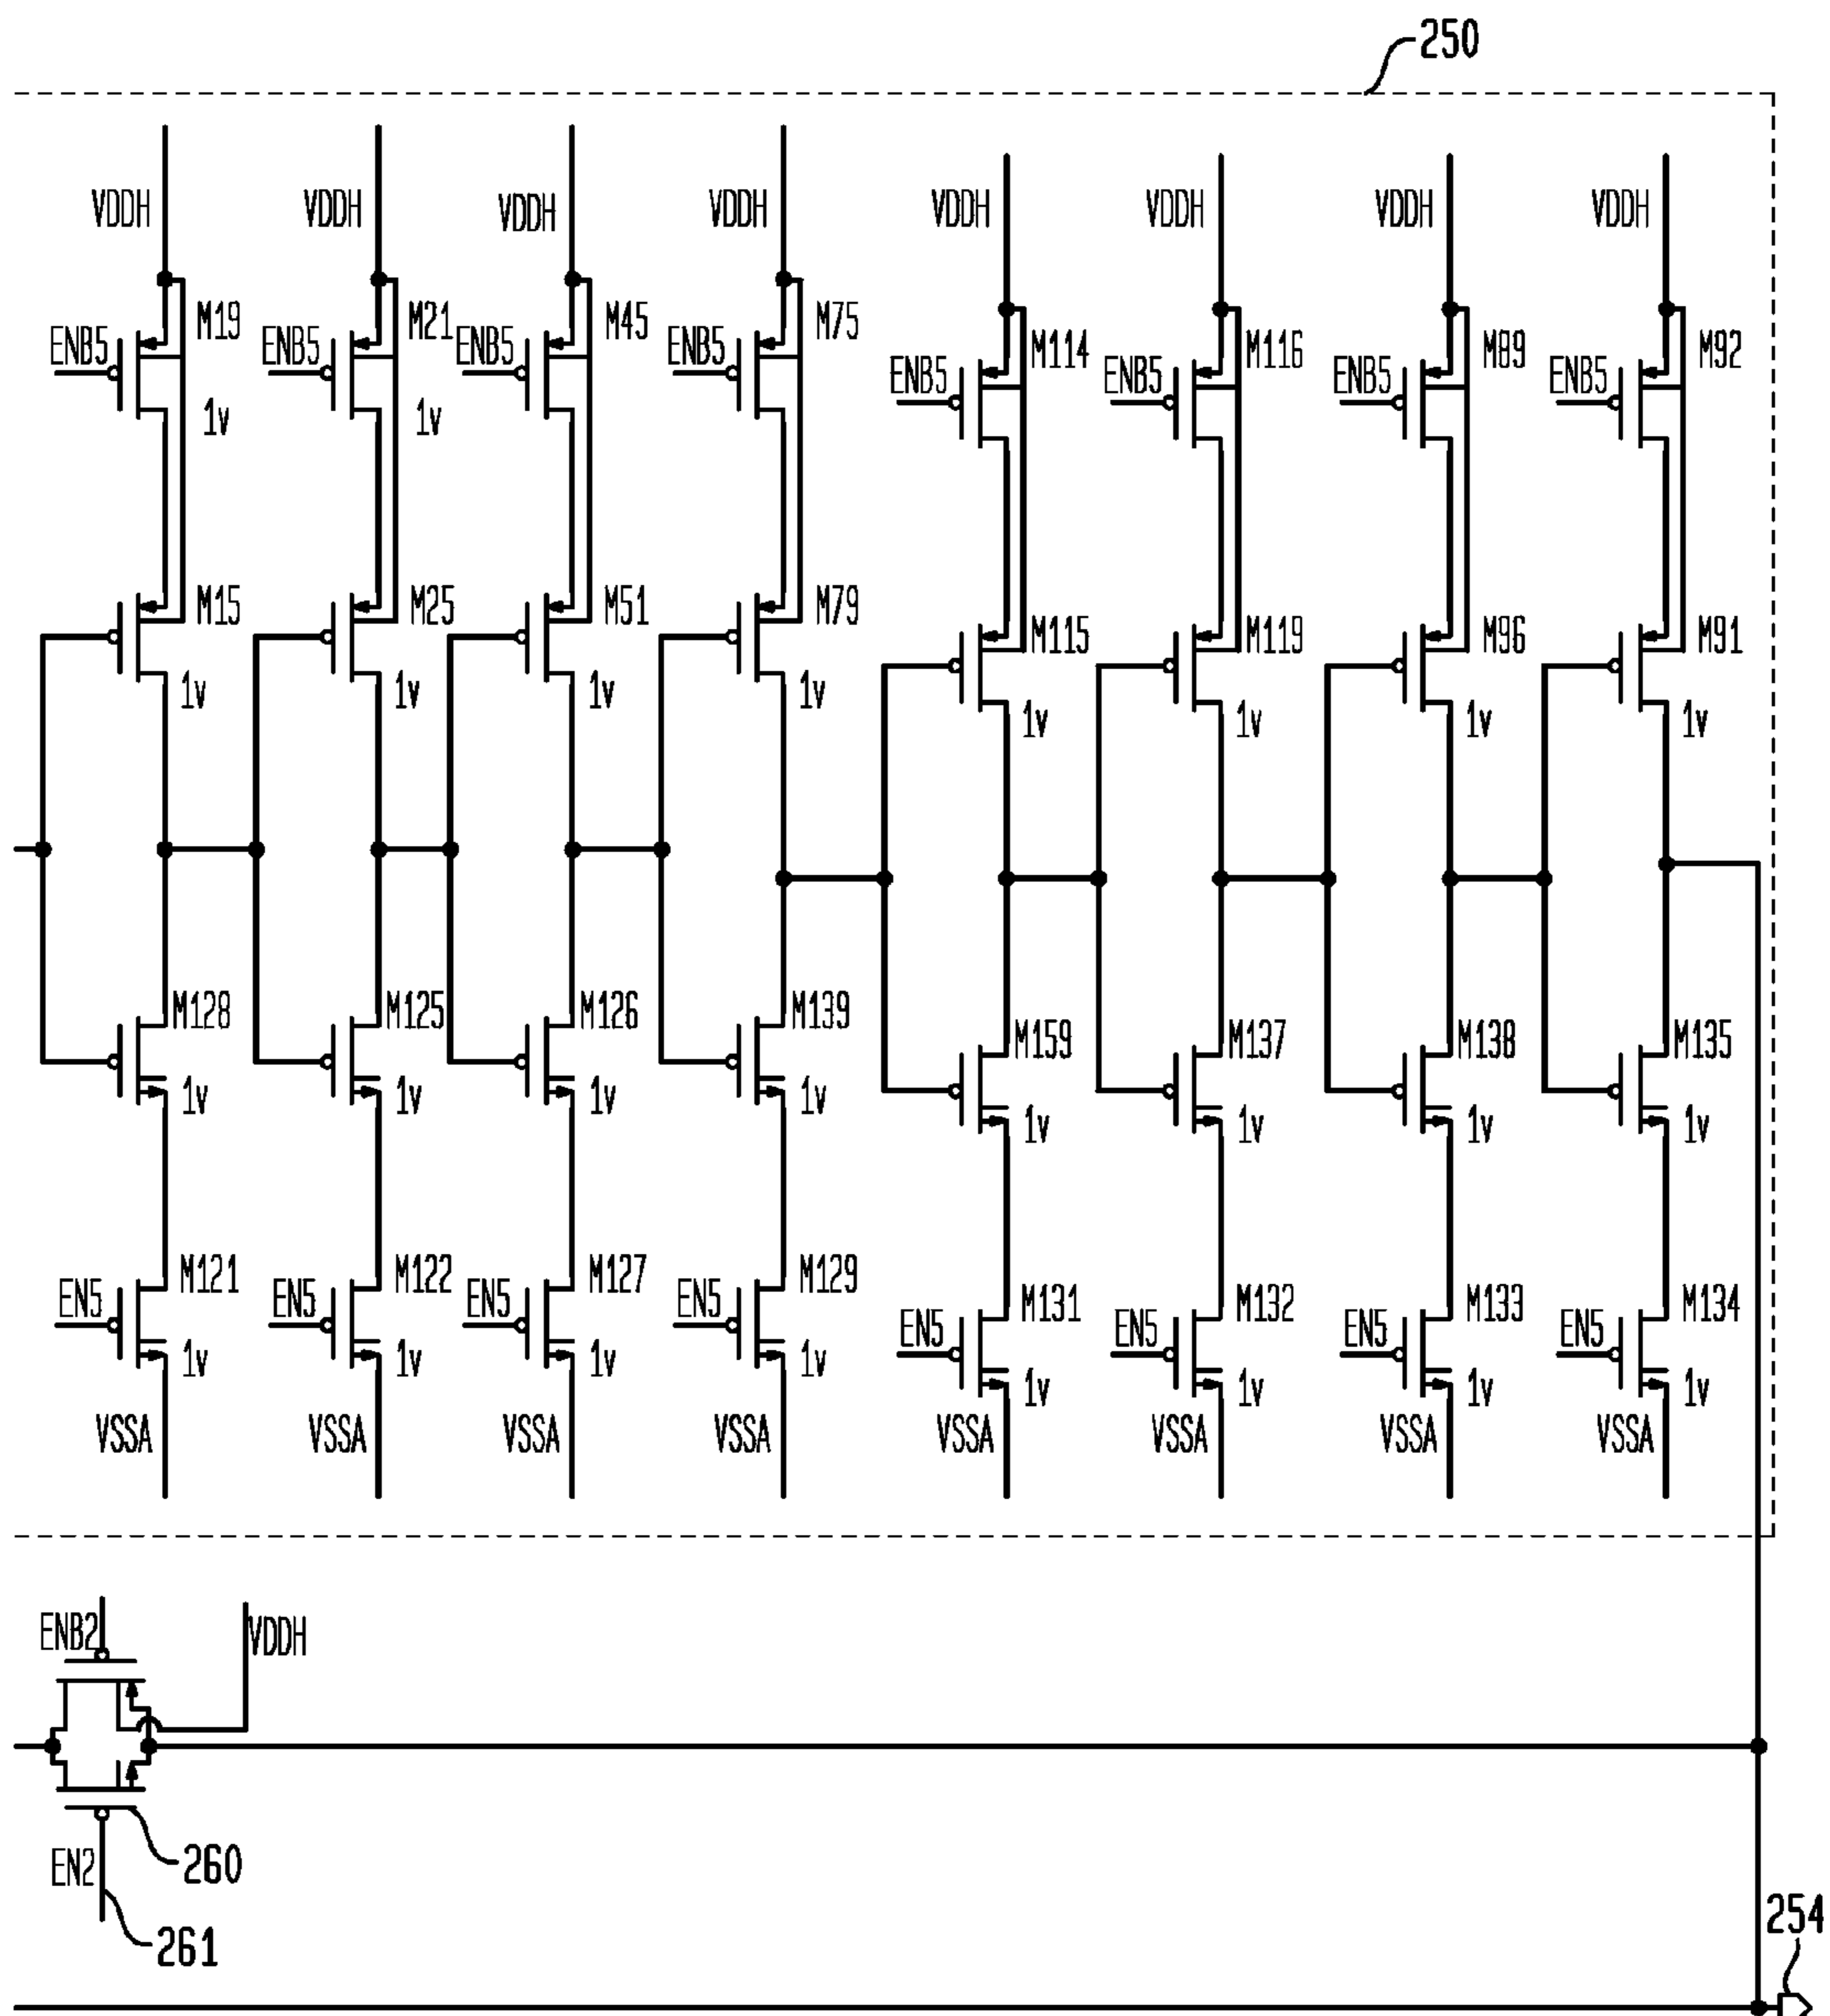 250
VDDH VDDH VDDH VDDH VDDH VDDH VDDH VDDH
M19 M21 M45 M75 M114 M116 M89 M92
ENB5 ENB5 ENB5 ENB5 ENB5 ENB5 ENB5 ENB5
1v 1v
M15 M25 M51 M79 M115 M119 M96 M91
1v 1v 1v 1v 1v 1v 1v 1v
M128 M125 M126 M139 M159 M137 M138 M135
1v 1v 1v 1v 1v 1v 1v 1v
M121 M122 M127 M129 M131 M132 M133 M134
EN5 EN5 EN5 EN5 EN5 EN5 EN5 EN5
1v 1v 1v 1v 1v 1v 1v 1v
VSSA VSSA VSSA VSSA VSSA VSSA VSSA VSSA
ENB2 VDDH
EN2 260
261
254